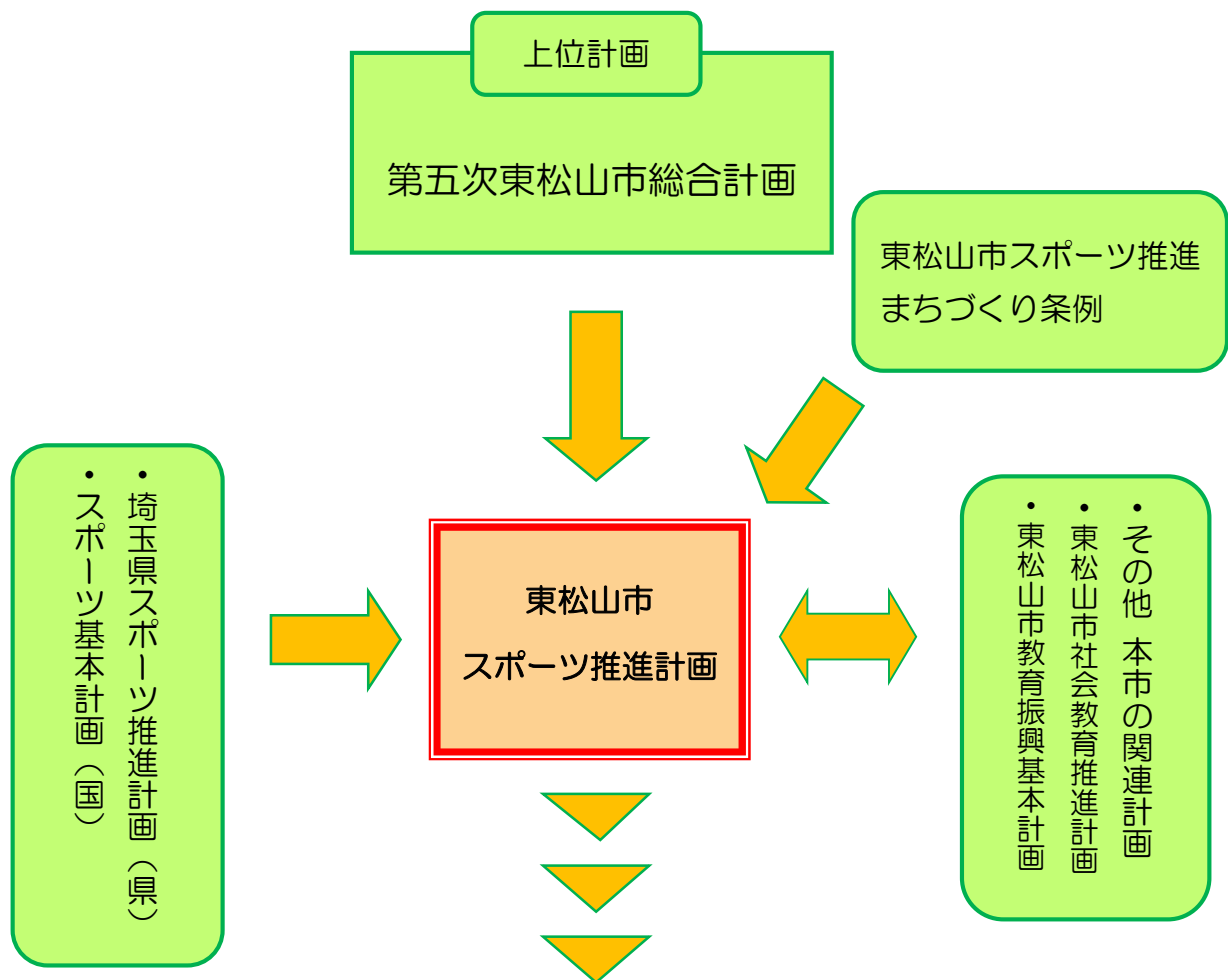 上位計画
第五次東松山市総合計画
東松山市スポーツ推進
まちづくり条例
・埼玉県スポーツ推進計画（県）
・スポーツ基本計画（国）
東松山市
スポーツ推進計画
・その他 本市の関連計画
・東松山市社会教育推進計画
・東松山市教育振興基本計画